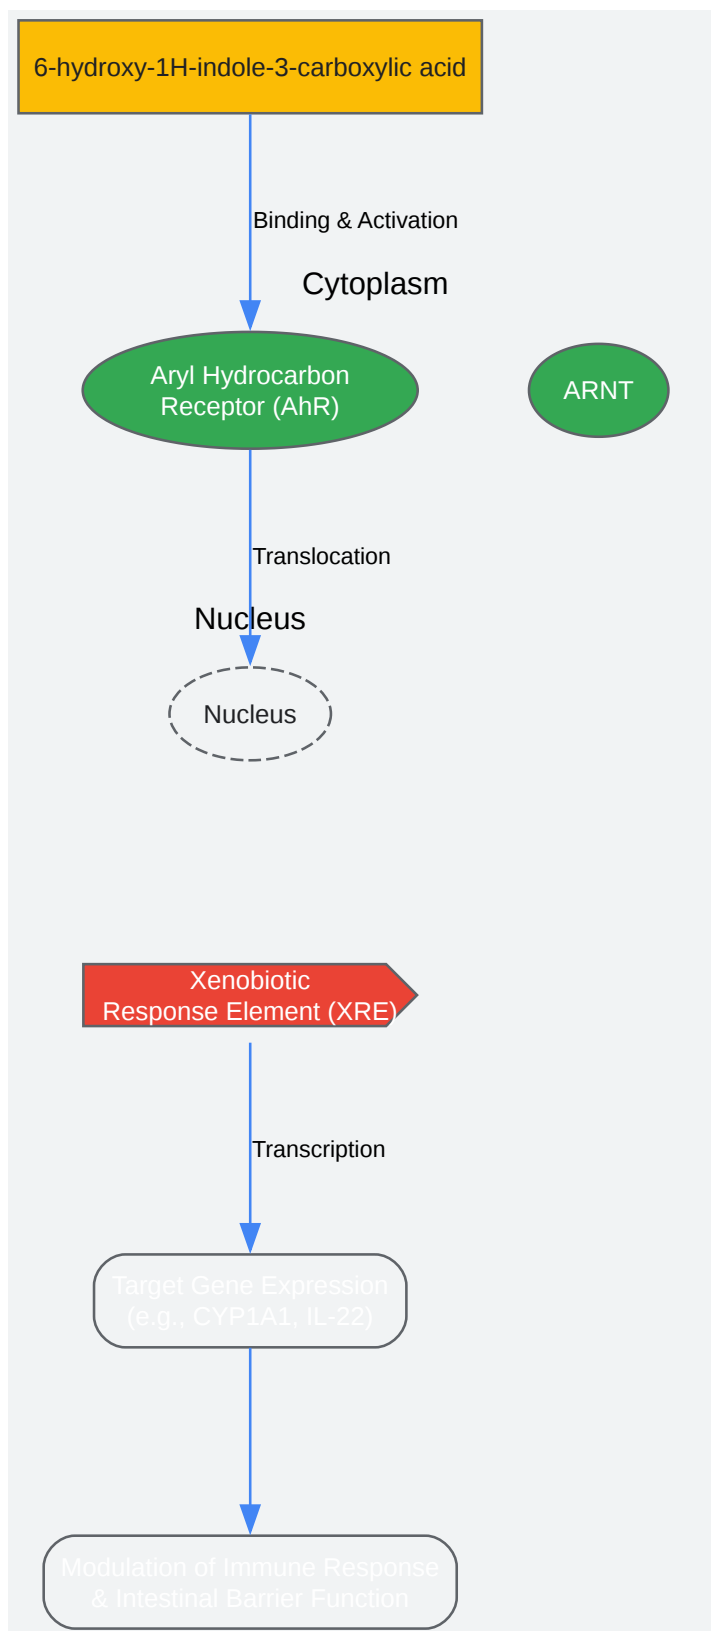 6-hydroxy-1H-indole-3-carboxylic acid
Binding & Activation
Cytoplasm
Aryl Hydrocarbon
Receptor (AhR)
ARNT
Translocation
Nucleus
Nucleus
Xenobiotic
Response Element (XRE)
Transcription
Target Gene Expression
(e.g., CYP1A1, IL-22)
Modulation of Immune Response
& Intestinal Barrier Function